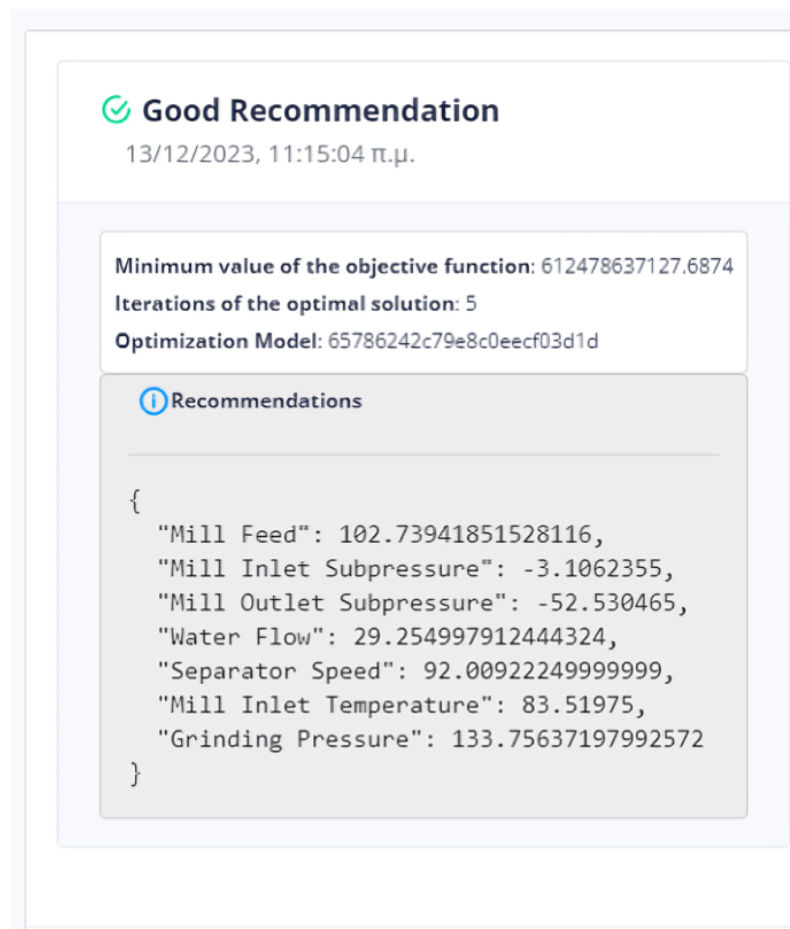 Good Recommendation
13/12/2023, 11:15:04 π.μ.
Minimum value of the objective function: 612478637127.6874
Iterations of the optimal solution: 5
Optimization Model: 65786242c79e8c0eecf03d1d
Recommendations
{
"Mill Feed": 102.73941851528116,
"Mill Inlet Subpressure": -3.1062355,
"Mill Outlet Subpressure": -52.530465,
"Water Flow": 29.254997912444324,
"Separator Speed": 92.00922249999999,
"Mill Inlet Temperature": 83.51975,
"Grinding Pressure": 133.75637197992572
}